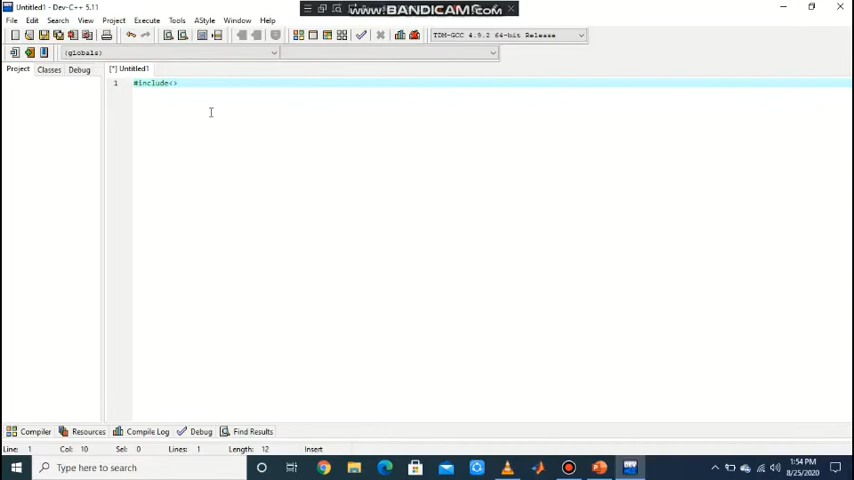 Untitled1 - Dev-C++ 5.11
www.BANDICAM.com
File Edit Search View Project Execute Tools AStyle Window Help
TDM-GCC 4.9.2 64-bit Release
(globals)
Project Classes Debug [*] Untitled1
1 #include<>
Compiler Resources Compile Log Debug Find Results
Line: 1 Col: 10 Sel: 0 Lines: 1 Length: 12 Insert
Type here to search
DEV
1:54 PM
8/25/2020